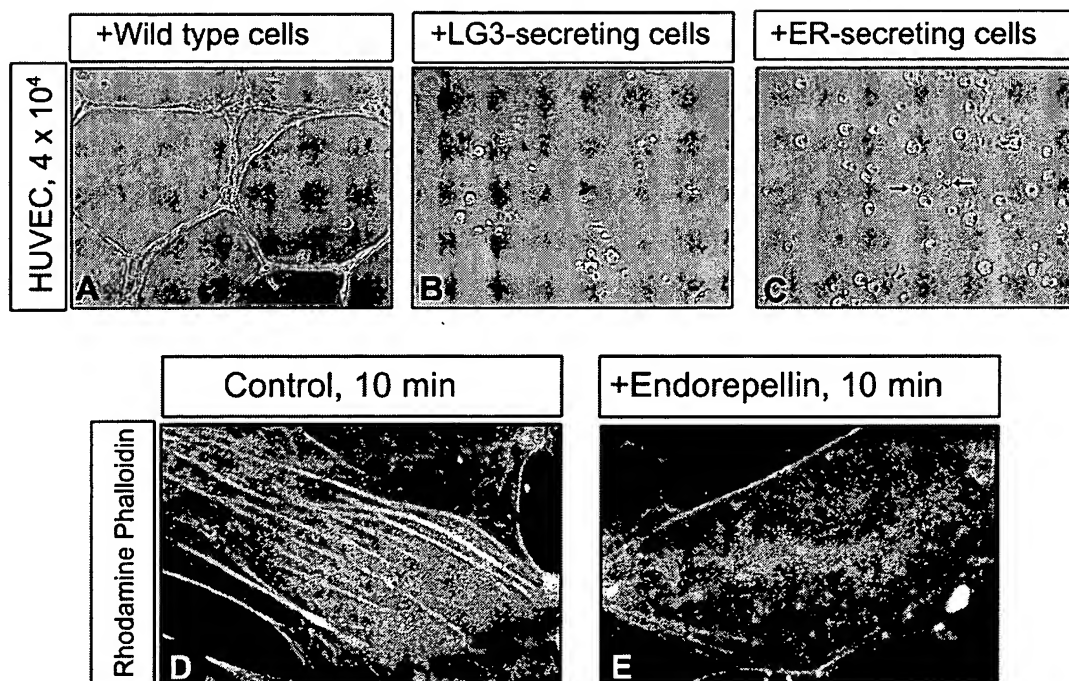 +Wild type cells
+LG3-secreting cells
+ER-secreting cells
HUVEC, 4 x 10⁴
A
B
C
Control, 10 min
+Endorepellin, 10 min
Rhodamine Phalloidin
D
E